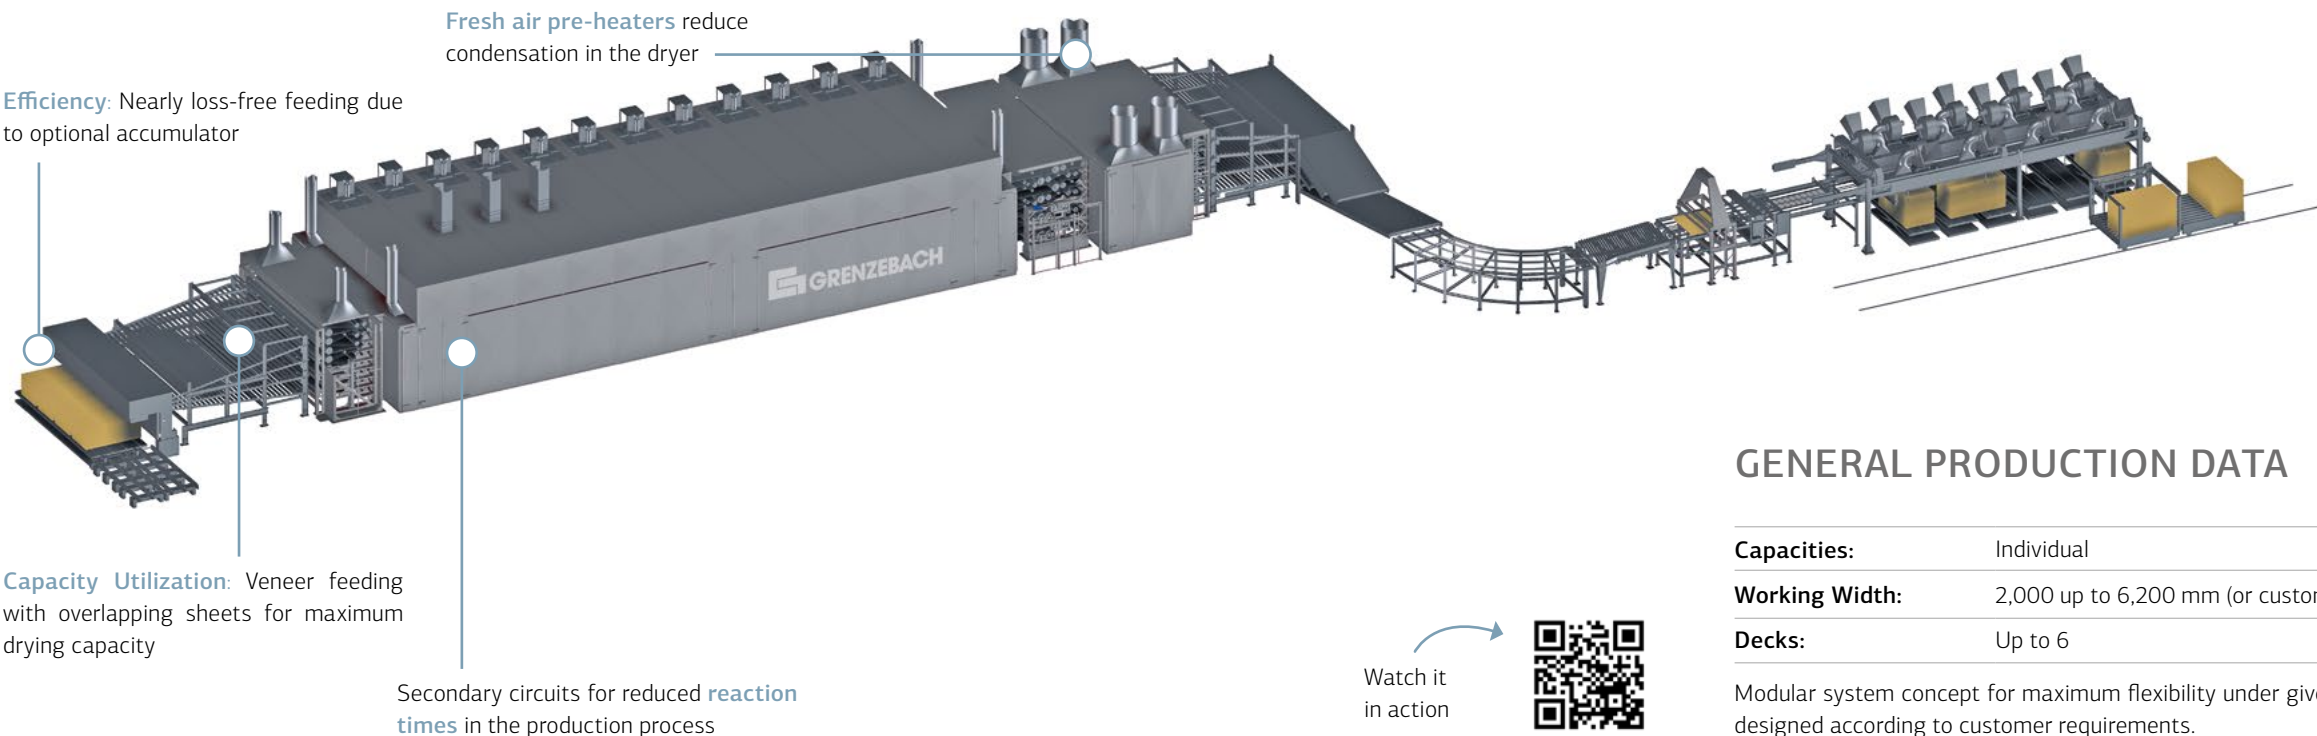 Fresh air pre-heaters reduce
condensation in the dryer
Efficiency: Nearly loss-free feeding due
to optional accumulator
GRENZEBACH
Capacity Utilization: Veneer feeding
with overlapping sheets for maximum
drying capacity
Secondary circuits for reduced reaction
times in the production process
Watch it
in action
GENERAL PRODUCTION DATA
Capacities: Individual
Working Width: 2,000 up to 6,200 mm (or
Decks: Up to 6
Modular system concept for maximum flexibility under
designed according to customer requirements.